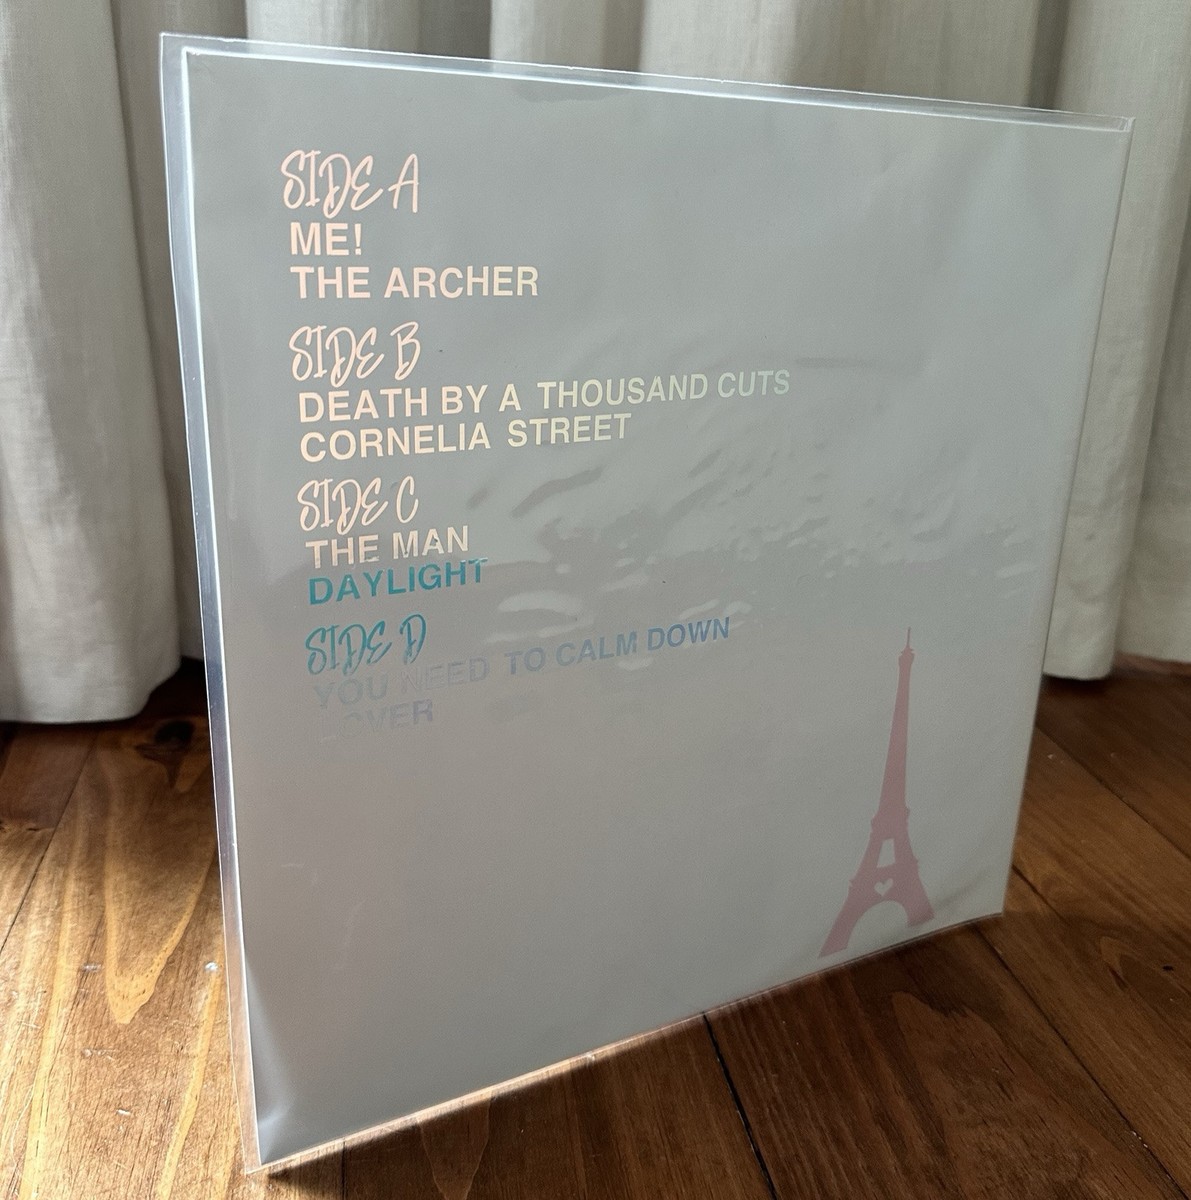 SIDE A
ME!
THE ARCHER
SIDE B
DEATH BY A THOUSAND CUTS
CORNELIA STREET
SIDE C
THE MAN
DAYLIGHT
SIDE D
YOU NEED TO CALM DOWN
LOVER